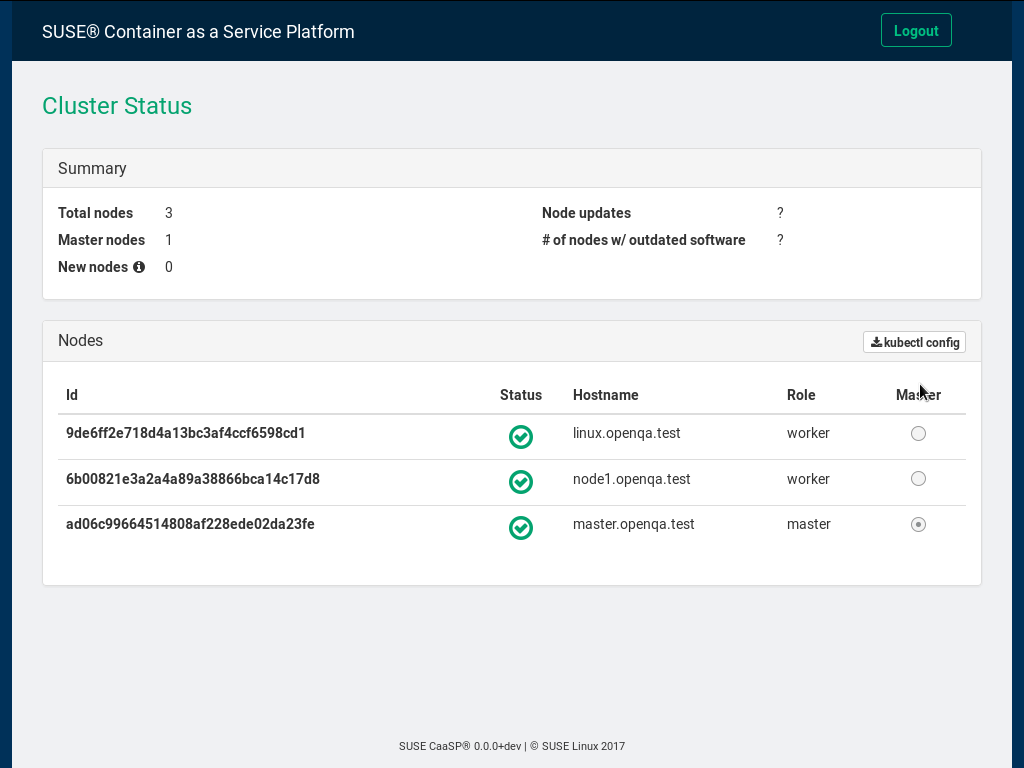 SUSE® Container as a Service Platform
Logout
Cluster Status
Summary
Total nodes 3
Node updates ?
Master nodes 1
# of nodes w/ outdated software ?
New nodes 0
Nodes
kubectl config
Id Status Hostname Role Master
9de6ff2e718d4a13bc3af4ccf6598cd1 linux.openqa.test worker
6b00821e3a2a4a89a38866bca14c17d8 node1.openqa.test worker
ad06c99664514808af228ede02da23fe master.openqa.test master
SUSE CaaSP® 0.0.0+dev | © SUSE Linux 2017